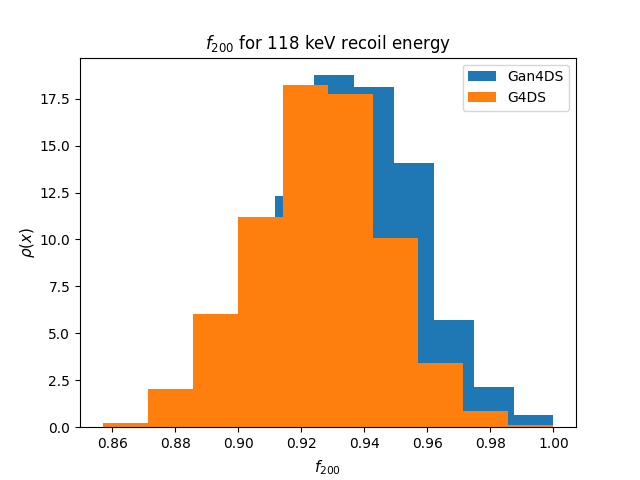 f₂₀₀ for 118 keV recoil energy
Gan4DS
G4DS
17.5
15.0
12.5
10.0
7.5
5.0
2.5
0.0
ρ(x)
0.86 0.88 0.90 0.92 0.94 0.96 0.98 1.00
f₂₀₀